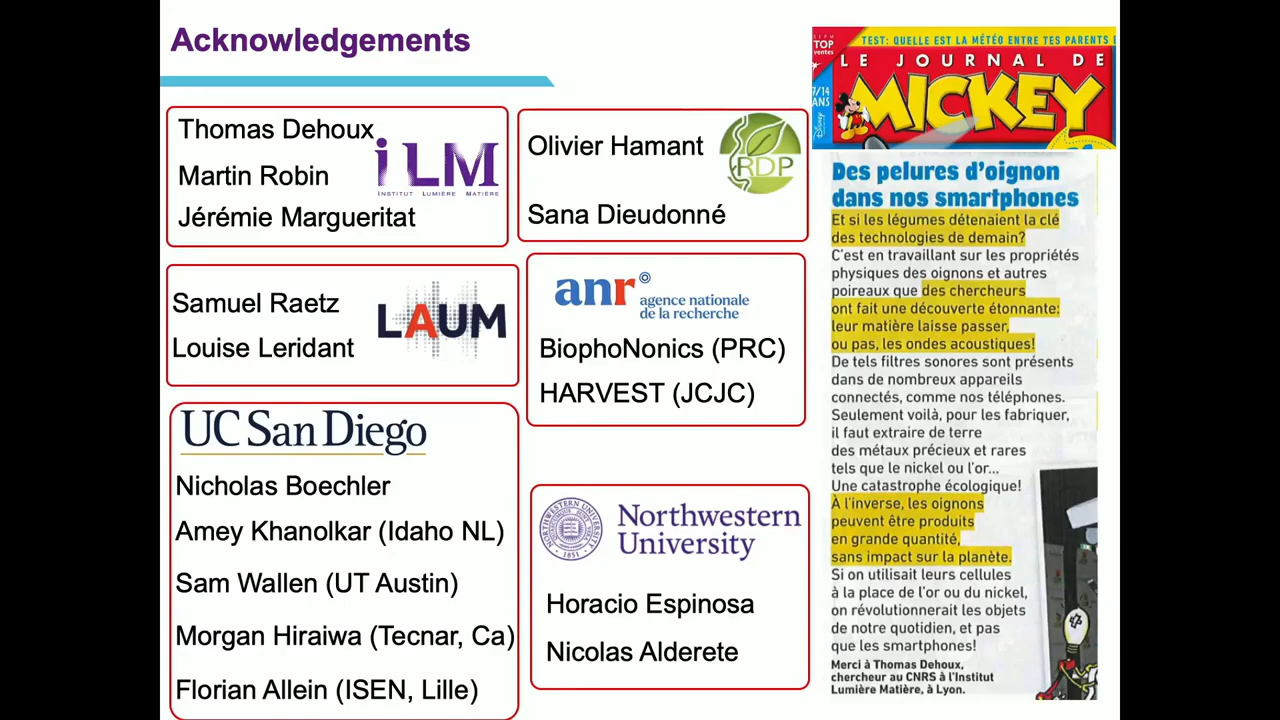 Acknowledgements
Thomas Dehoux
Martin Robin
Jérémie Margueritat
iLM
INSTITUT LUMIÈRE MATIÈRE
Olivier Hamant
Sana Dieudonné
RDP
Samuel Raetz
Louise Leridant
LAUM
anr
agence nationale
de la recherche
BiophoNonics (PRC)
HARVEST (JCJC)
UC San Diego
Nicholas Boechler
Amey Khanolkar (Idaho NL)
Sam Wallen (UT Austin)
Morgan Hiraiwa (Tecnar, Ca)
Florian Allein (ISEN, Lille)
NORTHWESTERN UNIVERSITY
Northwestern
University
Horacio Espinosa
Nicolas Alderete
TOP
ventes
TEST: QUELLE EST LA MÉTÉO ENTRE TES PARENTS
LE JOURNAL DE
MICKEY
7/14
ANS
Disney
Des pelures d'oignon
dans nos smartphones
Et si les légumes détenaient la clé
des technologies de demain?
C'est en travaillant sur les propriétés
physiques des oignons et autres
poireaux que des chercheurs
ont fait une découverte étonnante:
leur matière laisse passer,
ou pas, les ondes acoustiques!
De tels filtres sonores sont présents
dans de nombreux appareils
connectés, comme nos téléphones.
Seulement voilà, pour les fabriquer,
il faut extraire de terre
des métaux précieux et rares
tels que le nickel ou l'or...
Une catastrophe écologique!
À l'inverse, les oignons
peuvent être produits
en grande quantité,
sans impact sur la planète.
Si on utilisait leurs cellules
à la place de l'or ou du nickel,
on révolutionnerait les objets
de notre quotidien, et pas
que les smartphones!
Merci à Thomas Dehoux,
chercheur au CNRS à l'Institut
Lumière Matière, à Lyon.